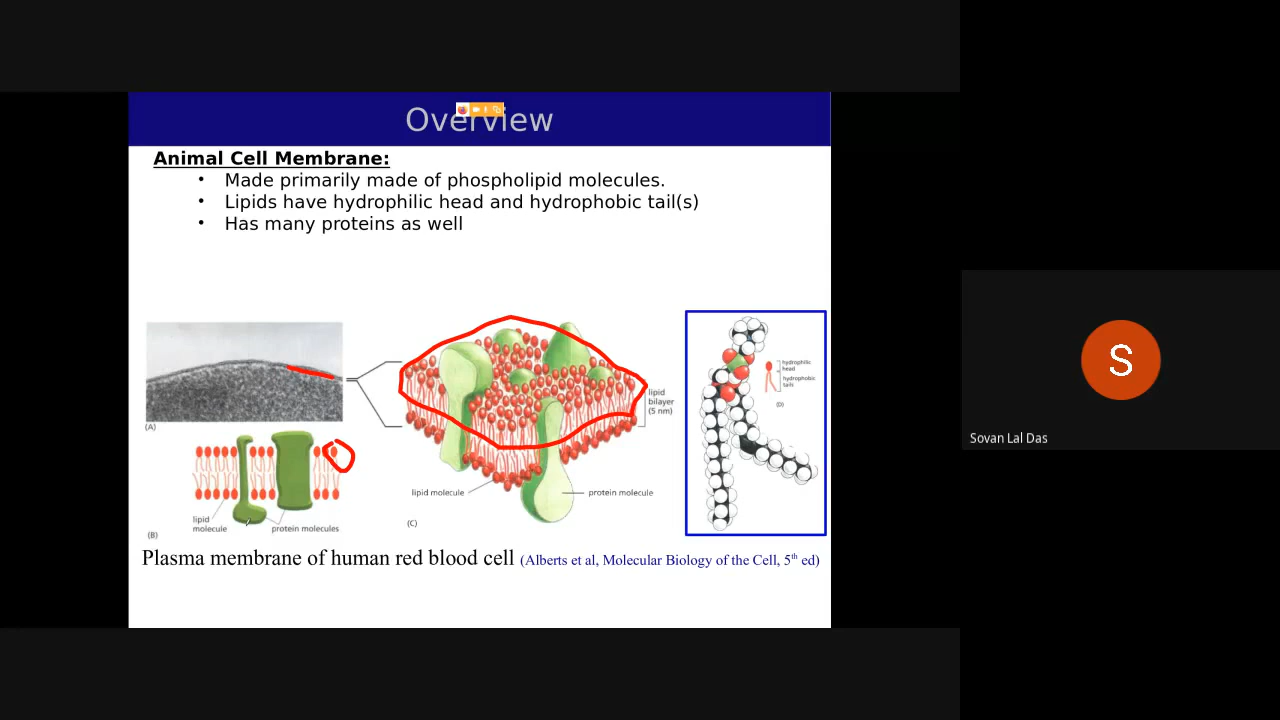 Overview
Animal Cell Membrane:
• Made primarily made of phospholipid molecules.
• Lipids have hydrophilic head and hydrophobic tail(s)
• Has many proteins as well
(A)
lipid
molecule
protein molecules
(B)
lipid
bilayer
(5 nm)
lipid molecule
protein molecule
(C)
hydrophilic
head
hydrophobic
tails
(D)
Plasma membrane of human red blood cell (Alberts et al, Molecular Biology of the Cell, 5th ed)
S
Sovan Lal Das